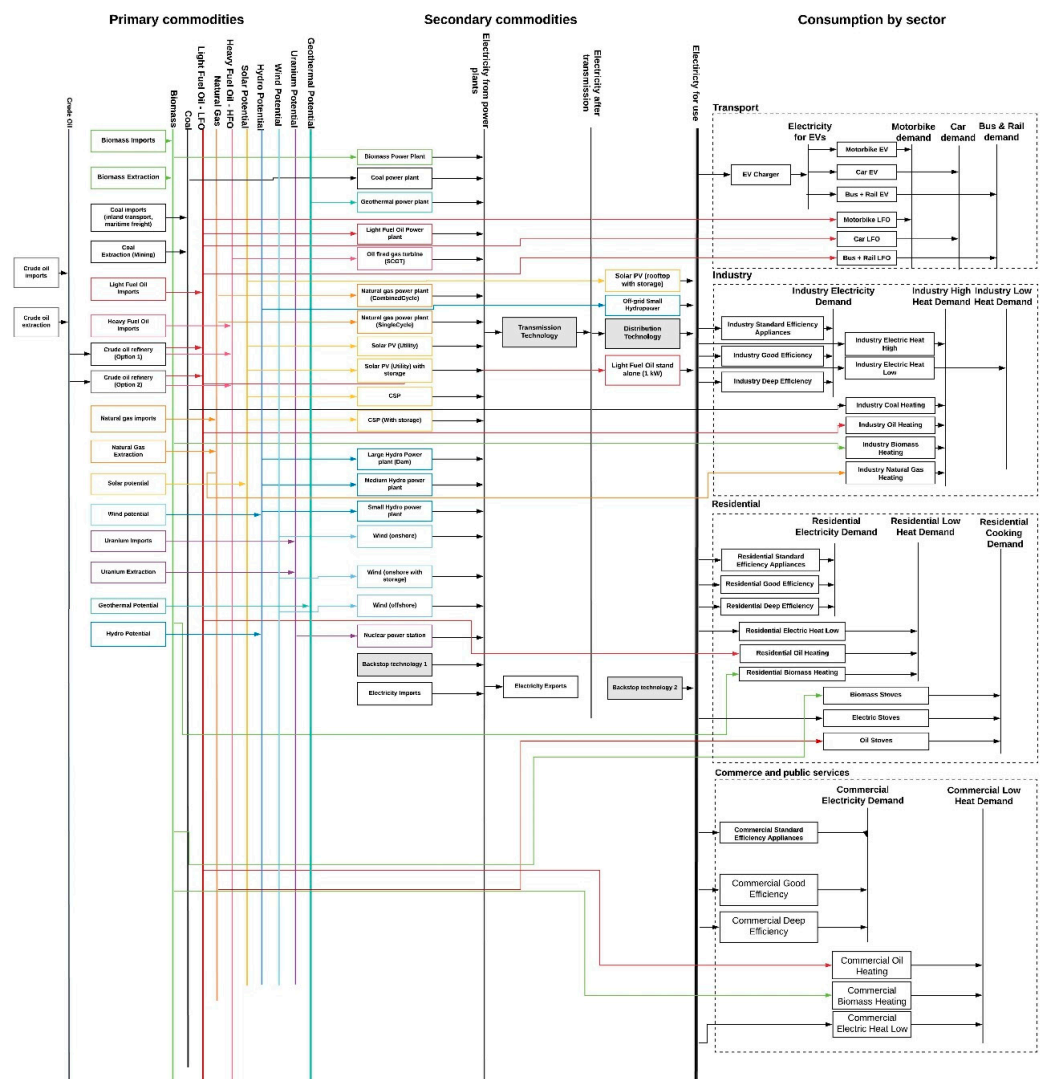 Primary commodities
Secondary commodities
Consumption by sector
Crude Oil
Biomass
Coal
Light Fuel Oil - LFO
Natural Gas
Heavy Fuel Oil - HFO
Solar Potential
Hydro Potential
Wind Potential
Uranium Potential
Geothermal Potential
Electricity from power
plants
Electricity after
transmission
Electiricty for use
Crude oil
imports
Crude oil
extraction
Biomass Imports
Biomass Extraction
Coal imports
(inland transport,
maritime freight)
Coal
Extraction (Mining)
Light Fuel Oil
Imports
Heavy Fuel Oil
Imports
Crude oil refinery
(Option 1)
Crude oil refinery
(Option 2)
Natural gas imports
Natural Gas
Extraction
Solar potential
Wind potential
Uranium Imports
Uranium Extraction
Geothermal Potential
Hydro Potential
Biomass Power Plant
Coal power plant
Geothermal power plant
Light Fuel Oil Power
plant
Oil fired gas turbine
(SCGT)
Natural gas power plant
(CombinedCycle)
Natural gas power plant
(SingleCycle)
Solar PV (Utility)
Solar PV (Utility) with
storage
CSP
CSP (With storage)
Large Hydro Power
plant (Dam)
Medium Hydro power
plant
Small Hydro power
plant
Wind (onshore)
Wind (onshore with
storage)
Wind (offshore)
Nuclear power station
Backstop technology 1
Electricity Imports
Transmission
Technology
Electricity Exports
Solar PV (rooftop
with storage)
Off-grid Small
Hydropower
Distribution
Technology
Light Fuel Oil stand
alone (1 kW)
Backstop technology 2
Transport
Electricity
for EVs
Motorbike
demand
Car
demand
Bus & Rail
demand
EV Charger
Motorbike EV
Car EV
Bus + Rail EV
Motorbike LFO
Car LFO
Bus + Rail LFO
Industry
Industry Electricity
Demand
Industry High
Heat Demand
Industry Low
Heat Demand
Industry Standard Efficiency
Appliances
Industry Good Efficiency
Industry Deep Efficiency
Industry Electric Heat
High
Industry Electric Heat
Low
Industry Coal Heating
Industry Oil Heating
Industry Biomass
Heating
Industry Natural Gas
Heating
Residential
Residential
Electricity Demand
Residential Low
Heat Demand
Residential
Cooking
Demand
Residential Standard
Efficiency Appliances
Residential Good Efficiency
Residential Deep Efficiency
Residential Electric Heat Low
Residential Oil Heating
Residential Biomass Heating
Biomass Stoves
Electric Stoves
Oil Stoves
Commerce and public services
Commercial
Electricity Demand
Commercial Low
Heat Demand
Commercial Standard
Efficiency Appliances
Commercial Good
Efficiency
Commercial Deep
Efficiency
Commercial Oil
Heating
Commercial
Biomass Heating
Commercial
Electric Heat Low